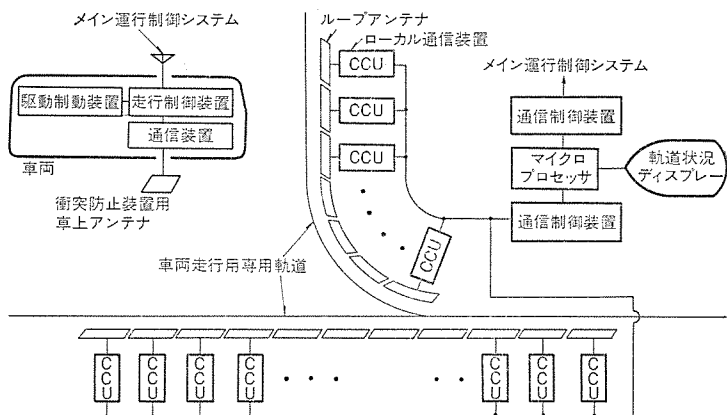 メイン運行制御システム
駆動制動装置
走行制御装置
通信装置
車両
衝突防止装置用
車上アンテナ
ループアンテナ
ローカル通信装置
CCU
CCU
CCU
CCU
車両走行用専用軌道
メイン運行制御システム
通信制御装置
マイクロ
プロセッサ
軌道状況
ディスプレー
通信制御装置
CCU
CCU
CCU
CCU
CCU
CCU
CCU